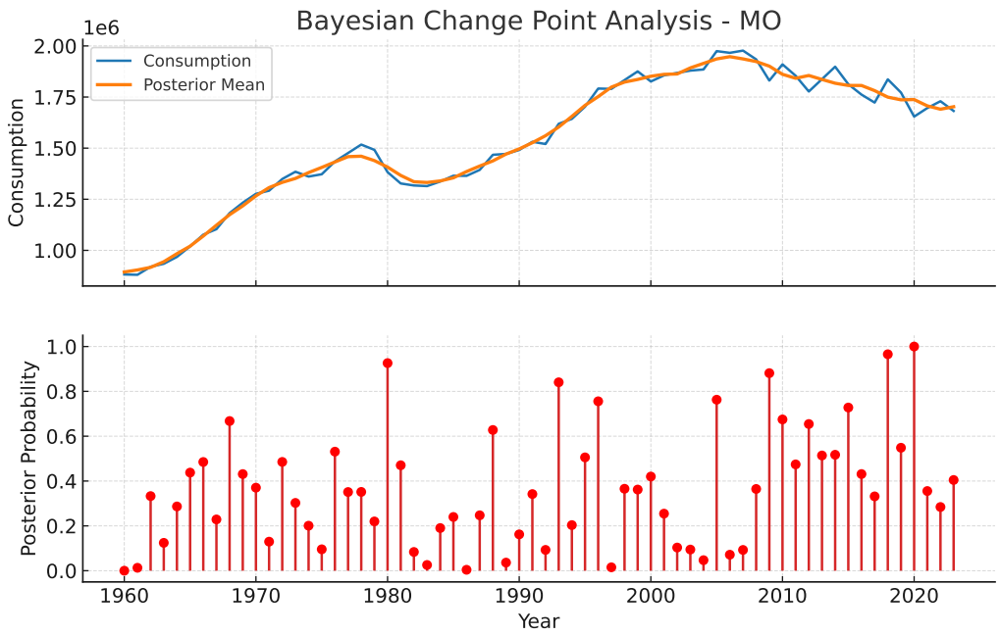 Bayesian Change Point Analysis - MO
1e6
Consumption
Posterior Mean
2.00
1.75
1.50
1.25
1.00
Consumption
1.0
0.8
0.6
0.4
0.2
0.0
Posterior Probability
1960 1970 1980 1990 2000 2010 2020
Year